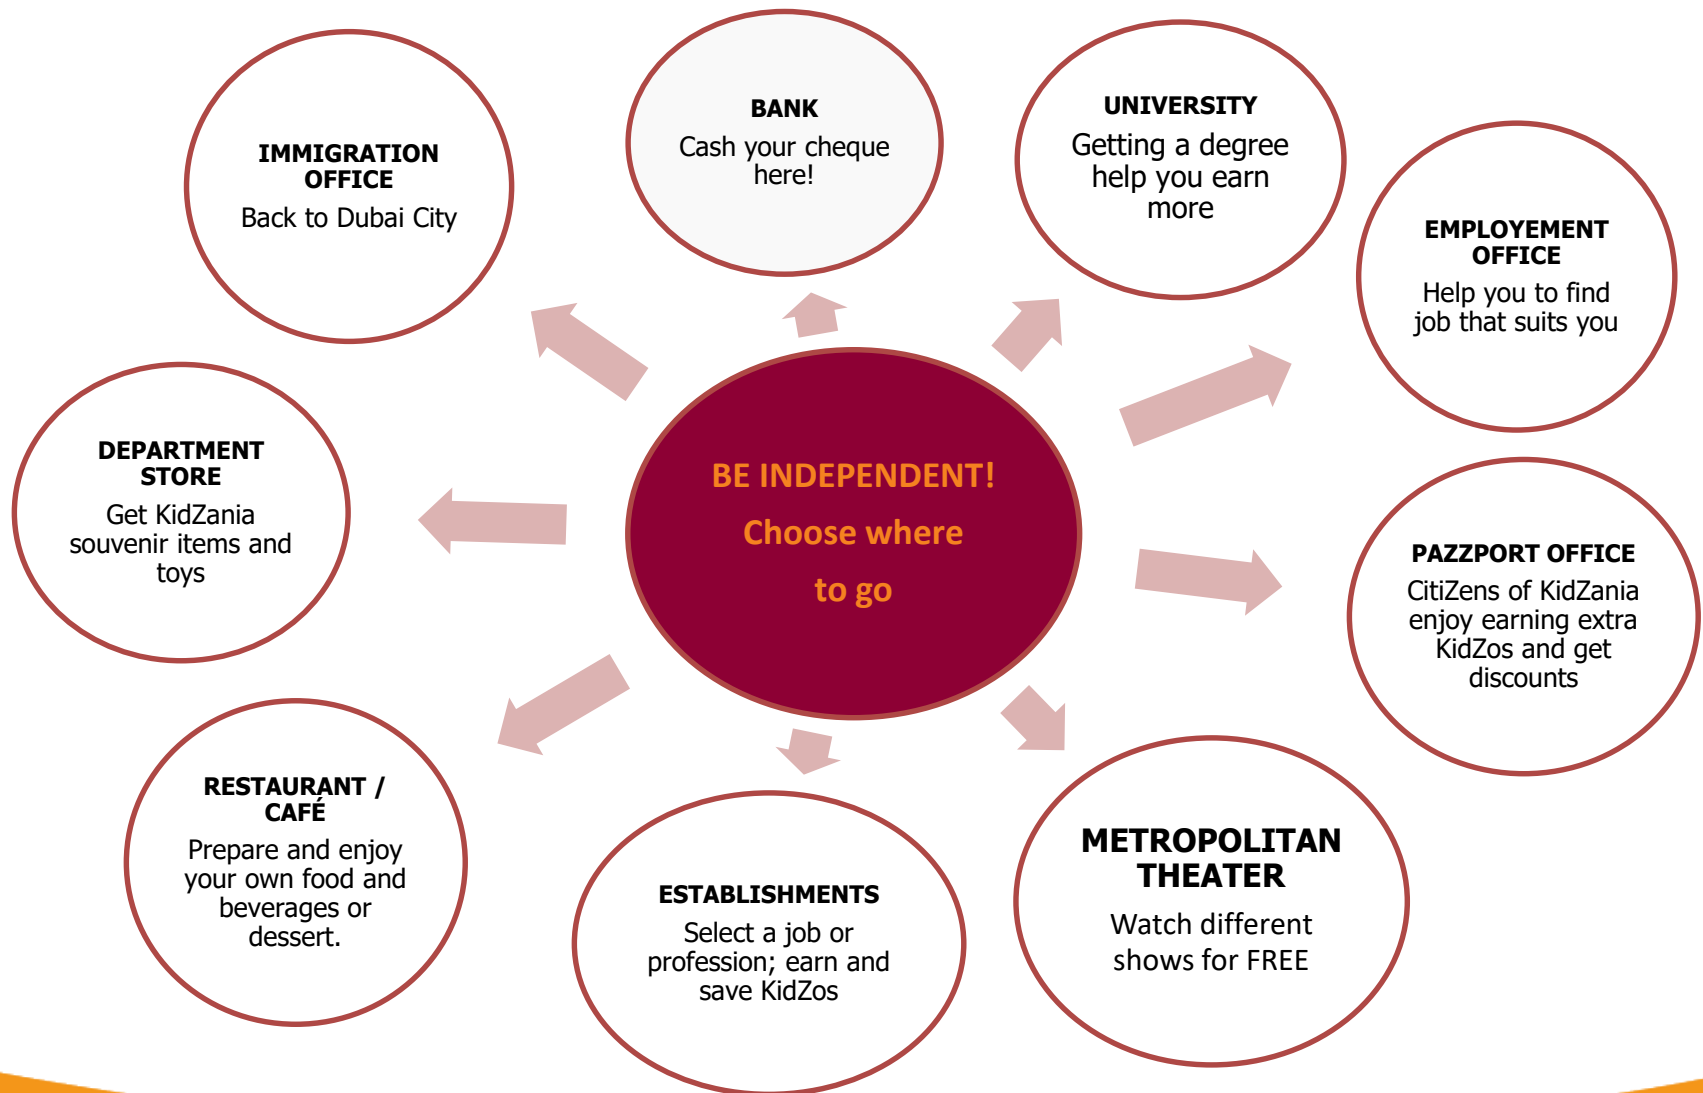 BANK
Cash your cheque
here!
UNIVERSITY
Getting a degree
help you earn
more
EMPLOYEMENT
OFFICE
Help you to find
job that suits you
PAZZPORT OFFICE
CitiZens of KidZania
enjoy earning extra
KidZos and get
discounts
METROPOLITAN
THEATER
Watch different
shows for FREE
ESTABLISHMENTS
Select a job or
profession; earn and
save KidZos
RESTAURANT /
CAFÉ
Prepare and enjoy
your own food and
beverages or
dessert.
DEPARTMENT
STORE
Get KidZania
souvenir items and
toys
IMMIGRATION
OFFICE
Back to Dubai City
BE INDEPENDENT!
Choose where
to go